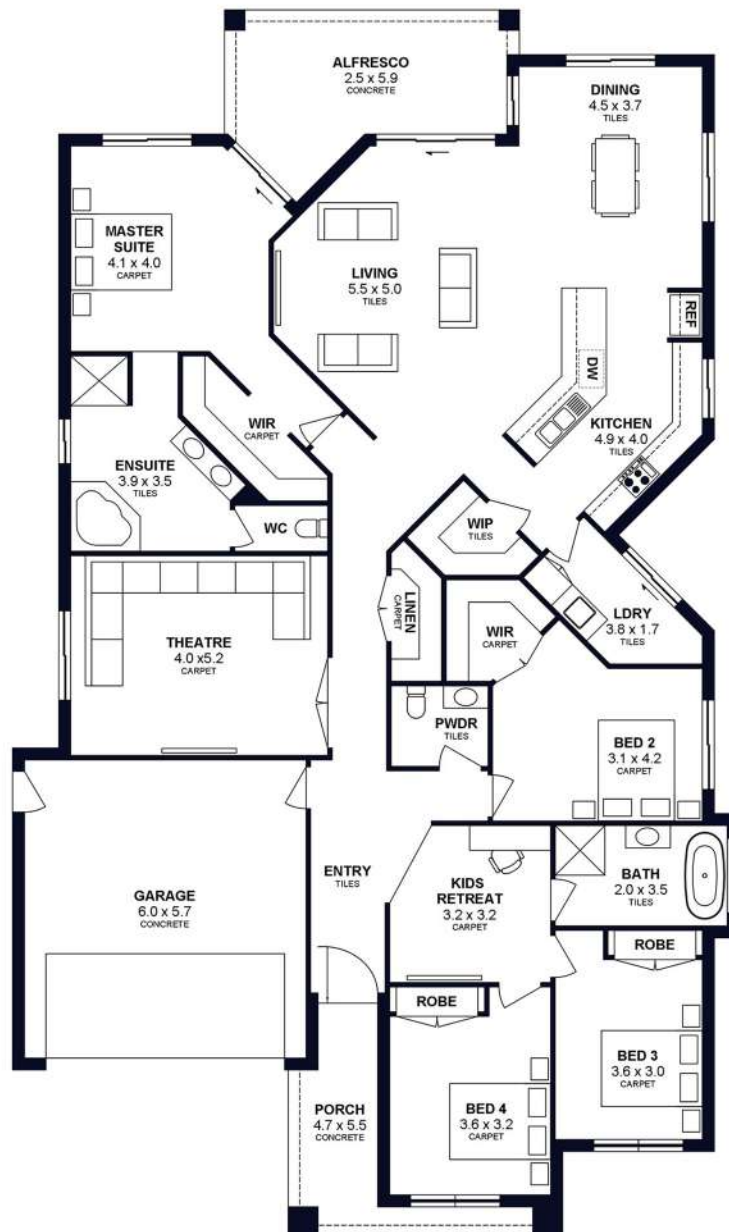 ALFRESCO
2.5 x 5.9
CONCRETE
DINING
4.5 x 3.7
TILES
MASTER
SUITE
4.1 x 4.0
CARPET
LIVING
5.5 x 5.0
TILES
REF
DW
WIR
CARPET
KITCHEN
4.9 x 4.0
TILES
ENSUITE
3.9 x 3.5
TILES
WC
WIP
TILES
LINEN
CARPET
WIR
CARPET
LDRY
3.8 x 1.7
TILES
THEATRE
4.0 x5.2
CARPET
PWDR
TILES
BED 2
3.1 x 4.2
CARPET
ENTRY
TILES
KIDS
RETREAT
3.2 x 3.2
CARPET
BATH
2.0 x 3.5
TILES
GARAGE
6.0 x 5.7
CONCRETE
ROBE
ROBE
BED 3
3.6 x 3.0
CARPET
PORCH
4.7 x 5.5
CONCRETE
BED 4
3.6 x 3.2
CARPET